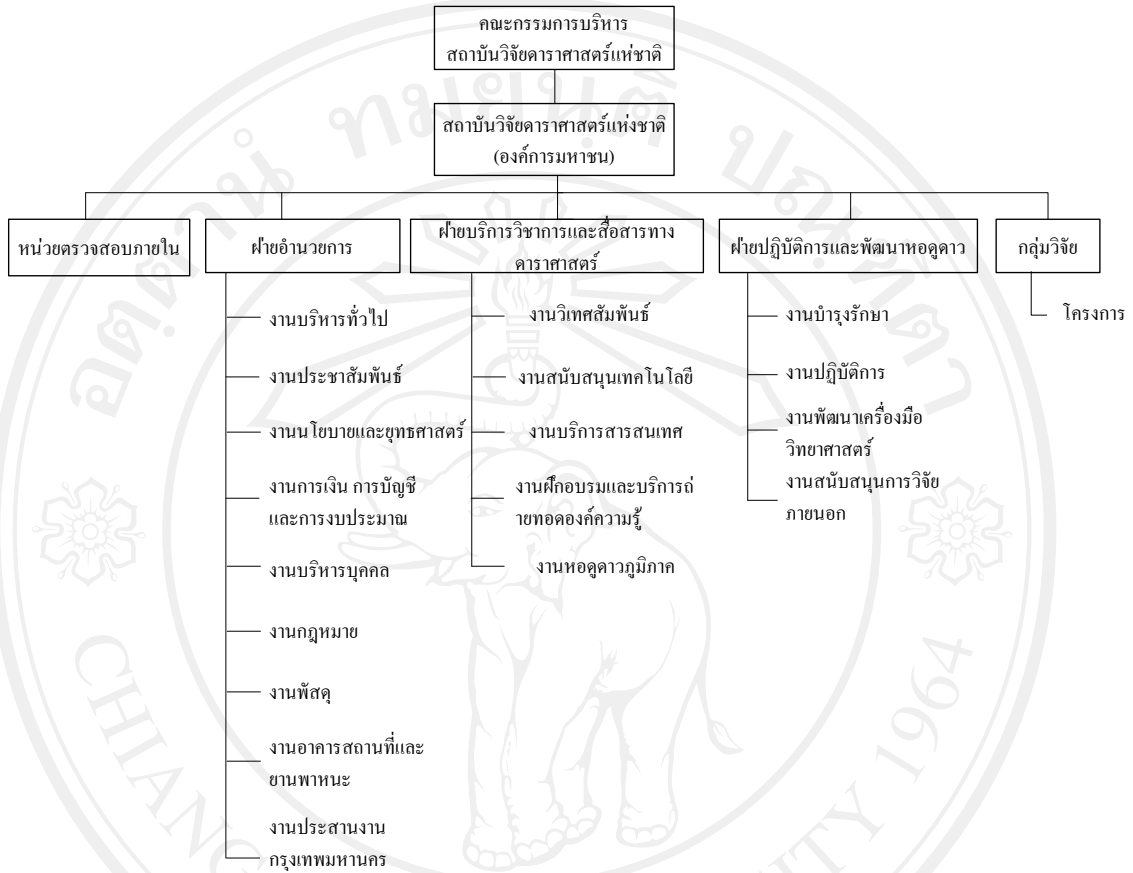 คณะกรรมการบริหาร
สถาบันวิจัยดาราศาสตร์แห่ชาติ
สถาบันวิจัยดาราศาสตร์แห่งชาติ
(องค์การมหาชน)
หน่วยตรวจสอบภายใน
ฝ่ายอำนวยการ
ฝ่ายบริการวิชาการและสื่อสารทาง
ดาราศาสตร์
ฝ่ายปฏิบัติการและพัฒนาหอดูดาว
กลุ่มวิจัย
งานบริหารทั่วไป
งานประชาสัมพันธ์
งานนโยบายและยุทธศาสตร์
งานการเงิน การบัญชี
และการงบประมาณ
งานบริหารบุคคล
งานกฎหมาย
งานพัสดุ
งานอาคารสถานที่และ
ยานพาหนะ
งานประสานงาน
กรุงเทพมหานคร
งานวิเทศสัมพันธ์
งานสนับสนุนเทคโนโลยี
งานบริการสารสนเทศ
งานฝึกอบรมและบริการถ่
ายทอดองค์ความรู้
งานหอดูดาวภูมิภาค
งานบำรุงรักษา
งานปฏิบัติการ
งานพัฒนาเครื่องมือ
วิทยาศาสตร์
งานสนับสนุนการวิจัย
ภายนอก
โครงการ
อตฺตานํ ทมยนฺติ ปณฺฑิตา
CHIANG
ITY 1964